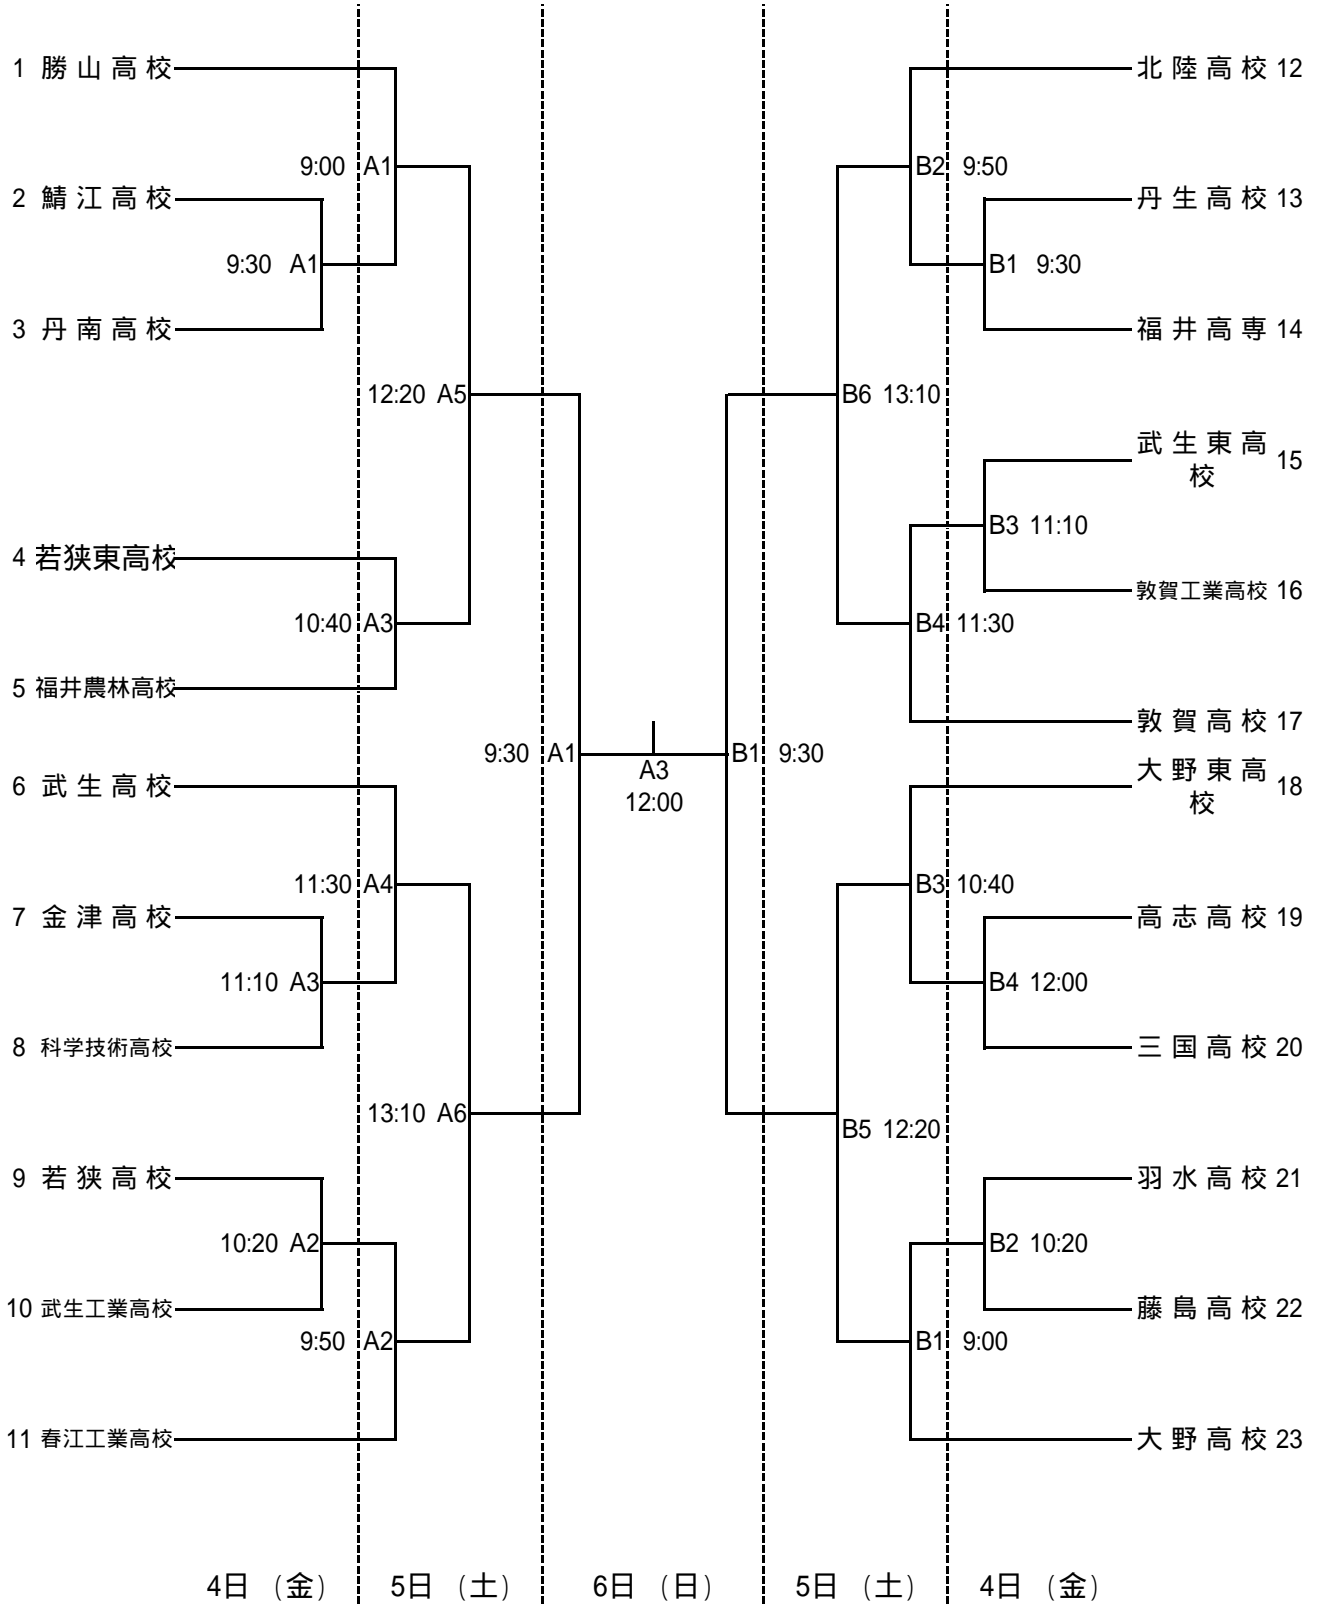 1 勝山高校
北陸高校 12
9:00 A1
B2 9:50
2 鯖江高校
丹生高校 13
9:30 A1
B1 9:30
3 丹南高校
福井高専 14
12:20 A5
B6 13:10
武生東高
校
15
B3 11:10
4 若狭東高校
敦賀工業高校 16
10:40 A3
B4 11:30
5 福井農林高校
敦賀高校 17
9:30 A1
A3
12:00
B1 9:30
6 武生高校
大野東高
校
18
11:30 A4
B3 10:40
7 金津高校
高志高校 19
11:10 A3
B4 12:00
8 科学技術高校
三国高校 20
13:10 A6
B5 12:20
9 若狭高校
羽水高校 21
10:20 A2
B2 10:20
10 武生工業高校
藤島高校 22
9:50 A2
B1 9:00
11 春江工業高校
大野高校 23
4日 (金) 5日 (土) 6日 (日) 5日 (土) 4日 (金)